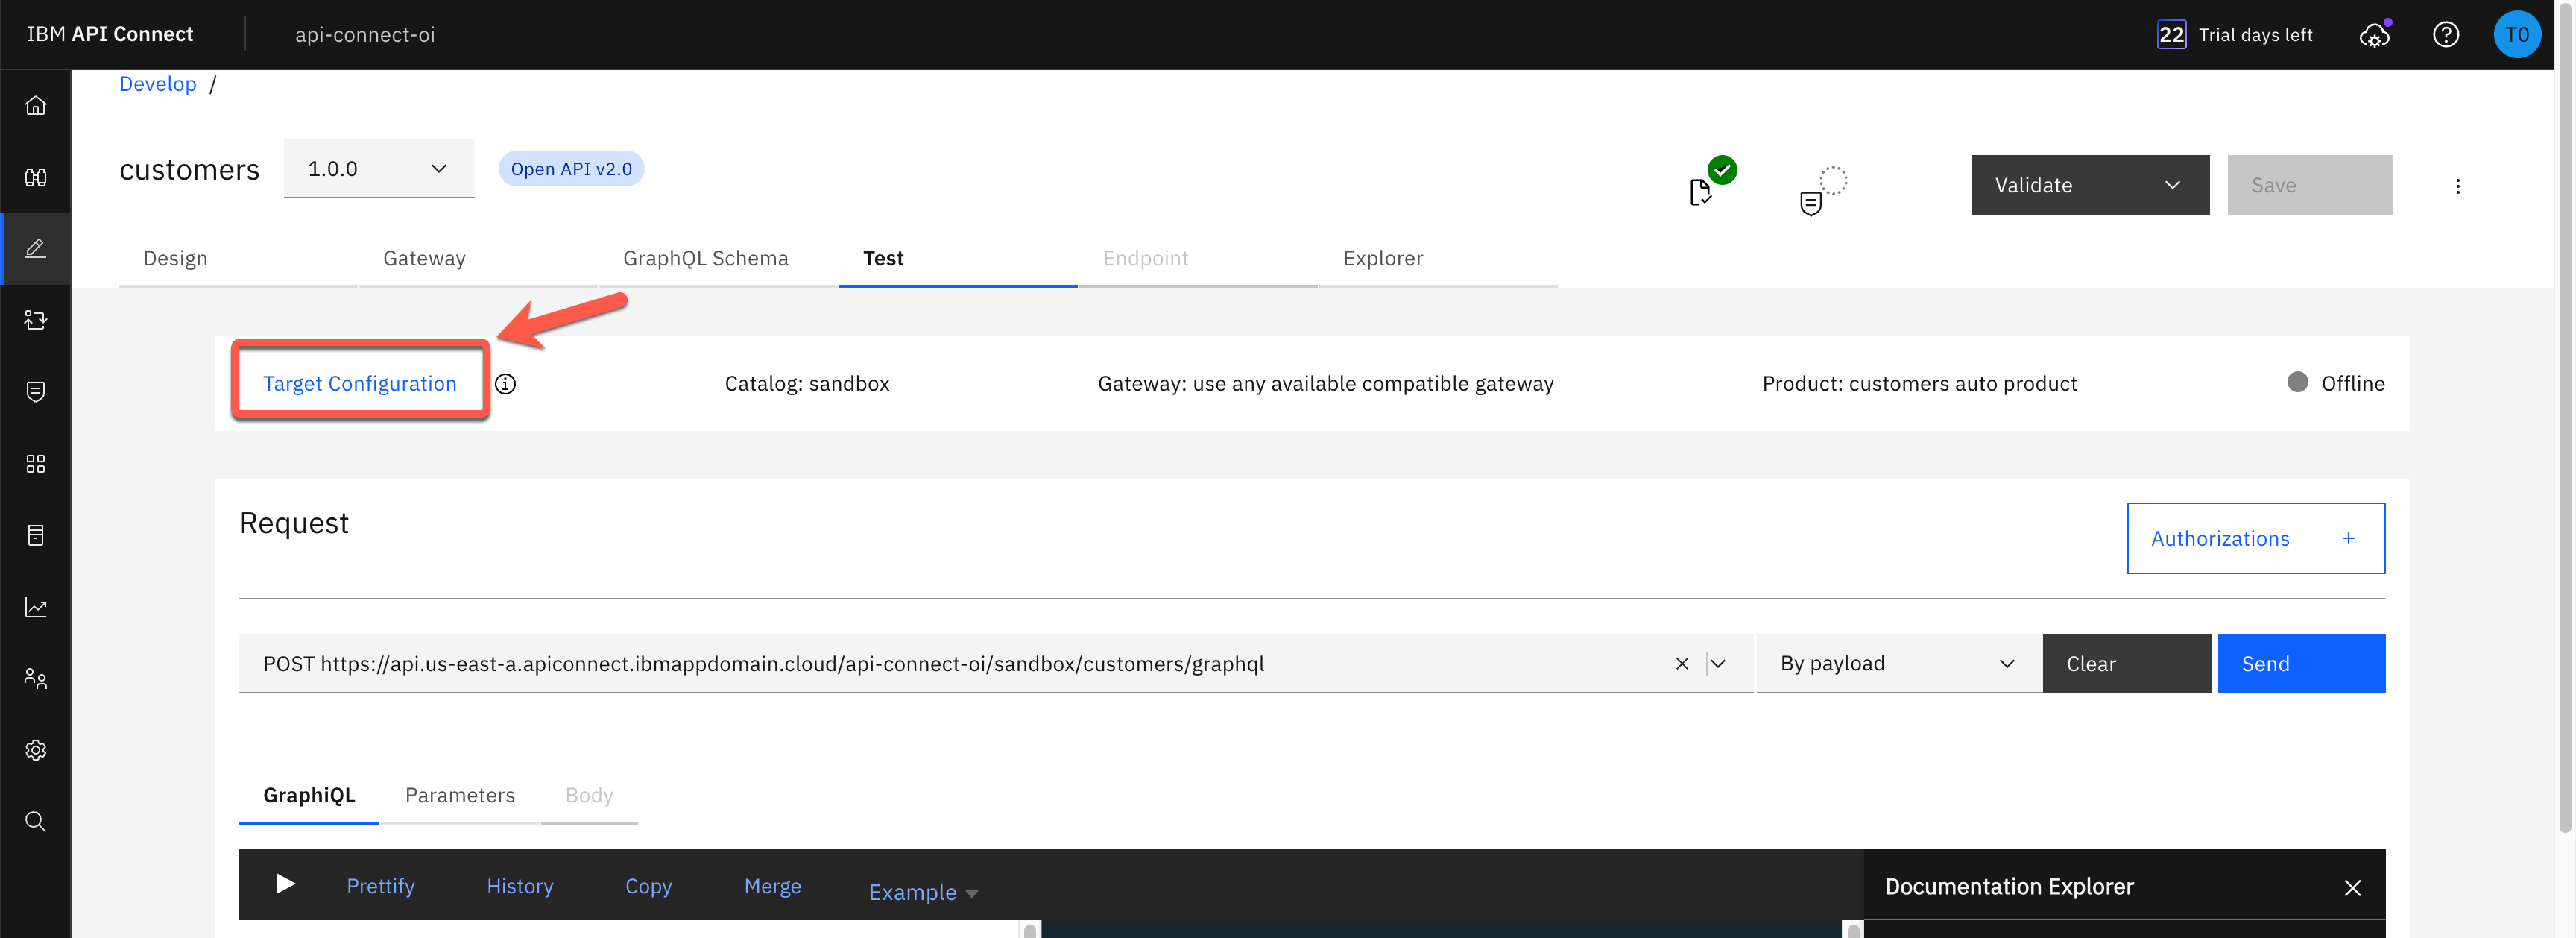 IBM API Connect
api-connect-oi
22 Trial days left
TO
Develop /
customers
1.0.0
Open API v2.0
Validate
Save
Design
Gateway
GraphQL Schema
Test
Endpoint
Explorer
Target Configuration
Catalog: sandbox
Gateway: use any available compatible gateway
Product: customers auto product
Offline
Request
Authorizations +
POST https://api.us-east-a.apiconnect.ibmappdomain.cloud/api-connect-oi/sandbox/customers/graphql
By payload
Clear
Send
GraphiQL
Parameters
Body
Prettify
History
Copy
Merge
Example
Documentation Explorer